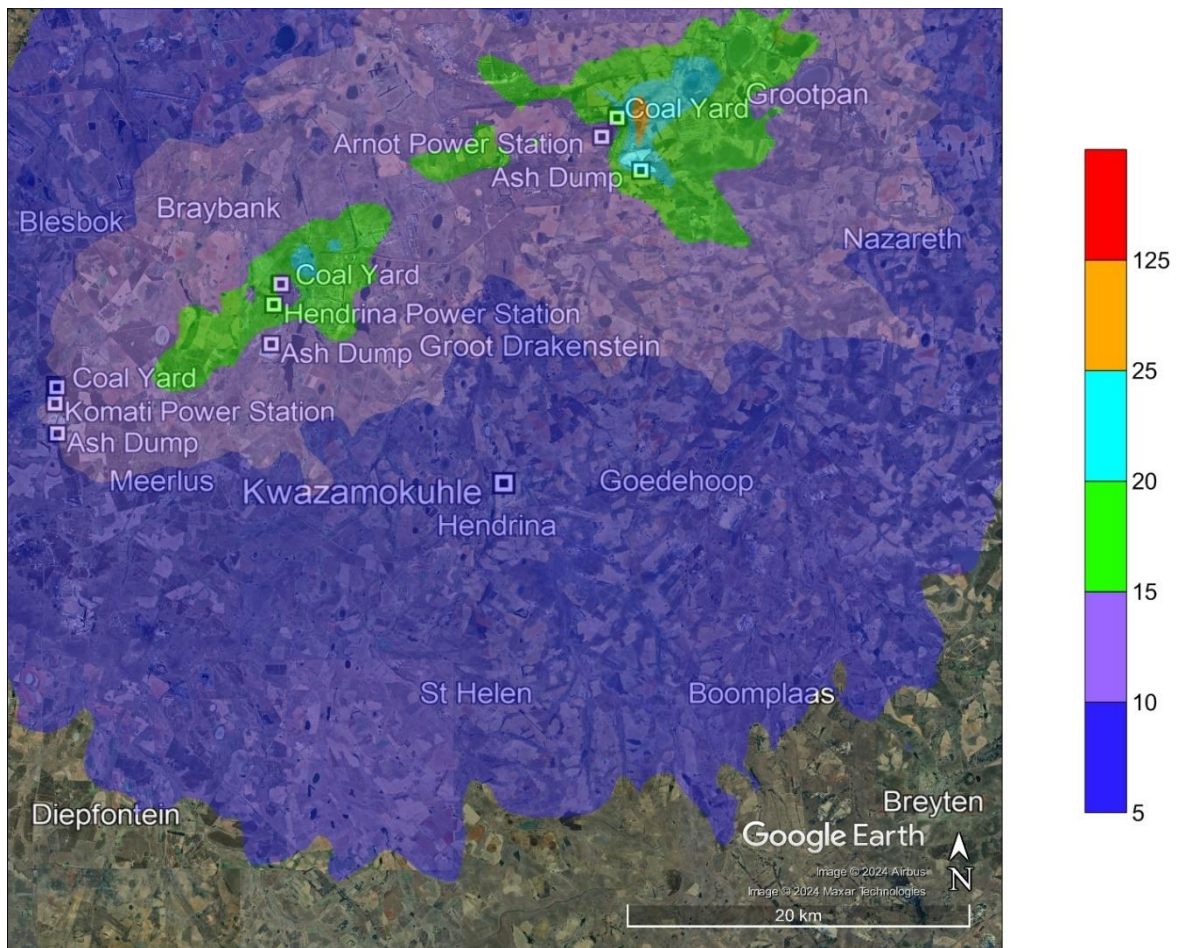 Coal Yard
Grootpan
Arnot Power Station
Ash Dump
Blesbok
Braybank
Nazareth
Coal Yard
Hendrina Power Station
Ash Dump
Groot Drakenstein
Coal Yard
Komati Power Station
Ash Dump
Meerlus
Kwazamokuhle
Goedehoop
Hendrina
St Helen
Boomplaas
Diepfontein
Breyten
Google Earth
Image © 2024 Airbus
Image © 2024 Maxar Technologies
N
20 km
125
25
20
15
10
5